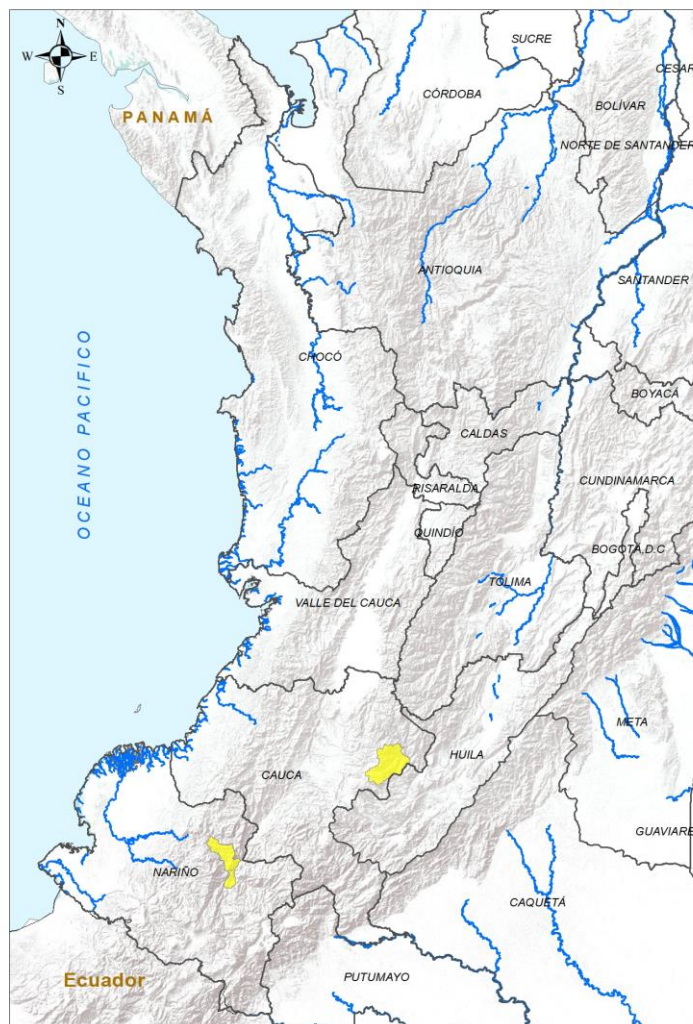 N
W
E
S
PANAMÁ
SUCRE
CESAR
CÓRDOBA
BOLÍVAR
NORTE DE SANTANDER
ANTIOQUIA
SANTANDER
OCEANO PACIFICO
CHOCÓ
BOYACÁ
CALDAS
CUNDINAMARCA
RISARALDA
QUINDÍO
BOGOTÁ, D.C
TOLIMA
VALLE DEL CAUCA
META
HUILA
CAUCA
GUAVIARE
NARIÑO
CAQUETÁ
Ecuador
PUTUMAYO